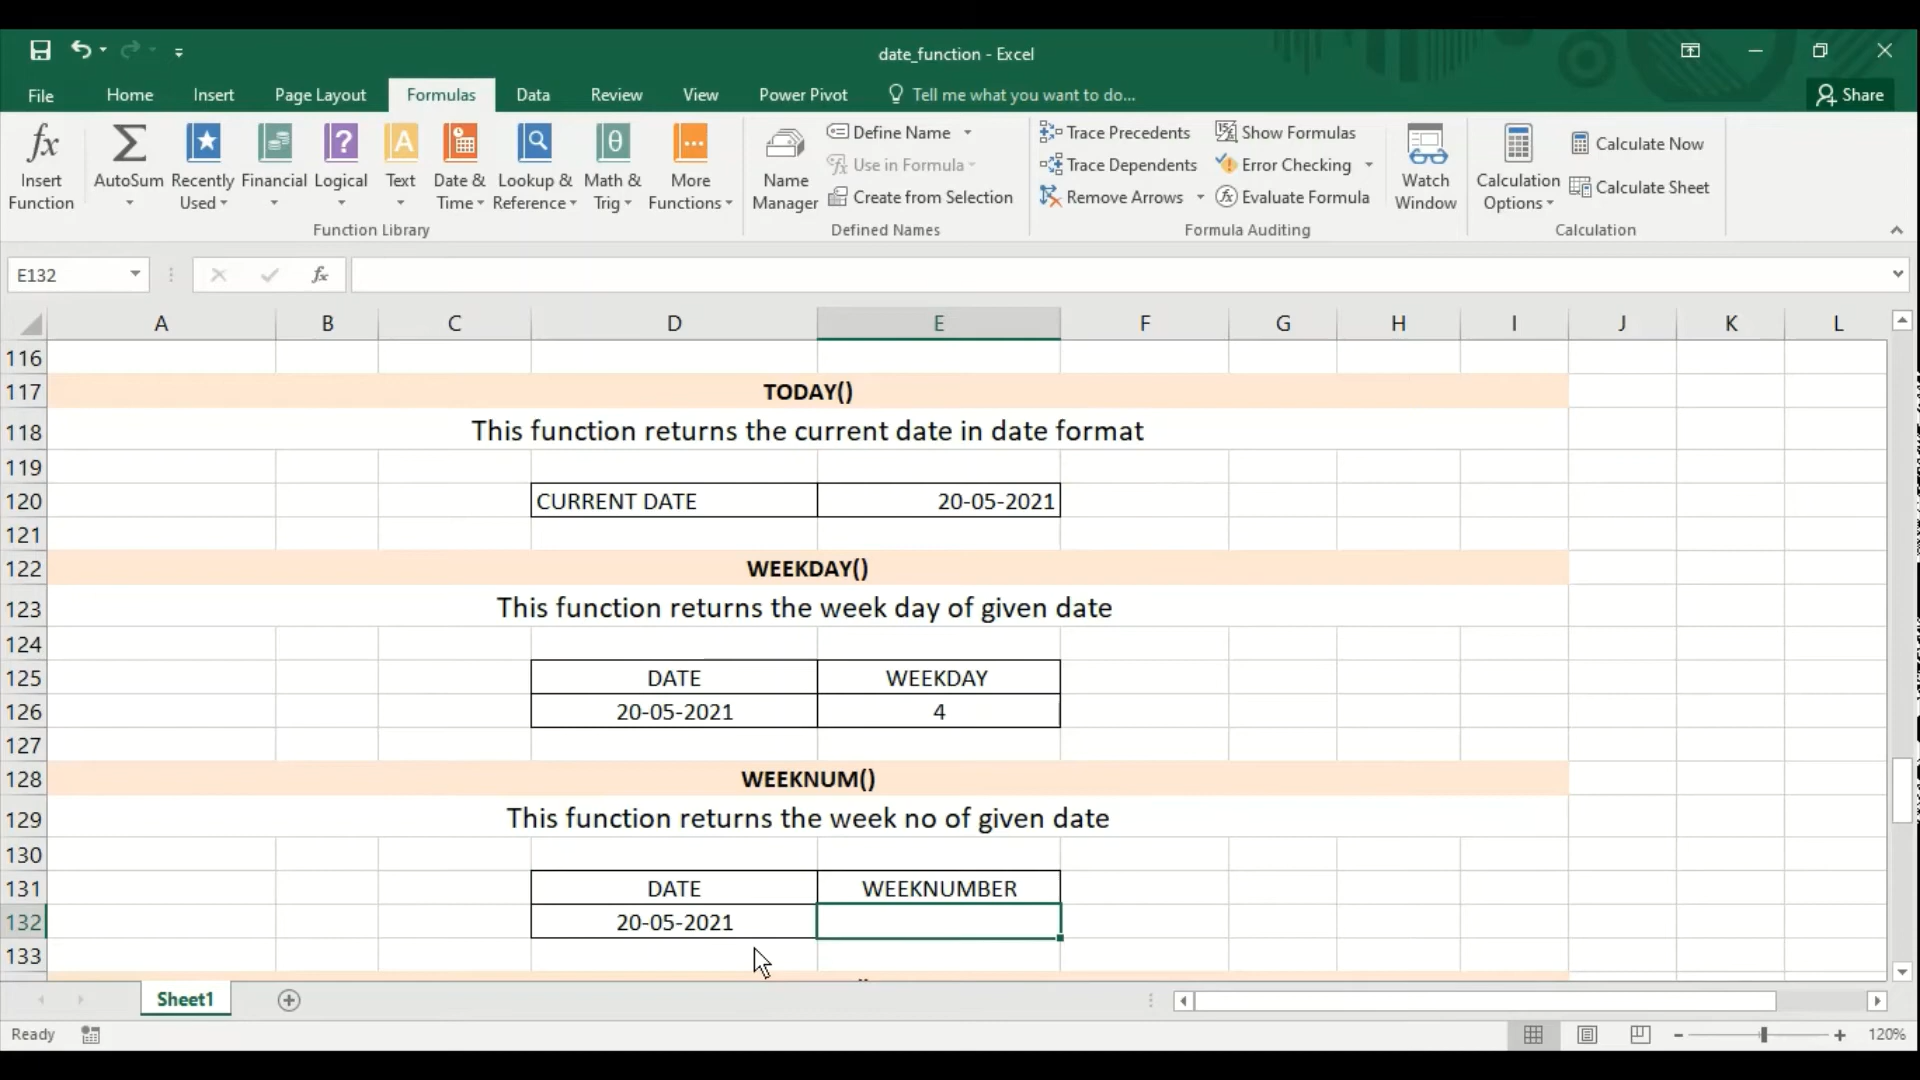 date_function - Excel
File Home Insert Page Layout Formulas Data Review View Power Pivot Tell me what you want to do... Share
fx Insert Function
Σ AutoSum
Recently Used
Financial
Logical
A Text
Date & Time
Lookup & Reference
θ Math & Trig
More Functions
Function Library
Name Manager
Define Name
Use in Formula
Create from Selection
Defined Names
Trace Precedents
Trace Dependents
Remove Arrows
Show Formulas
Error Checking
Evaluate Formula
Formula Auditing
Watch Window
Calculation Options
Calculate Now
Calculate Sheet
Calculation
E132 fx
A B C D E F G H I J K L
116
117 TODAY()
118 This function returns the current date in date format
119
120 CURRENT DATE 20-05-2021
121
122 WEEKDAY()
123 This function returns the week day of given date
124
125 DATE WEEKDAY
126 20-05-2021 4
127
128 WEEKNUM()
129 This function returns the week no of given date
130
131 DATE WEEKNUMBER
132 20-05-2021
133
Sheet1
Ready 120%